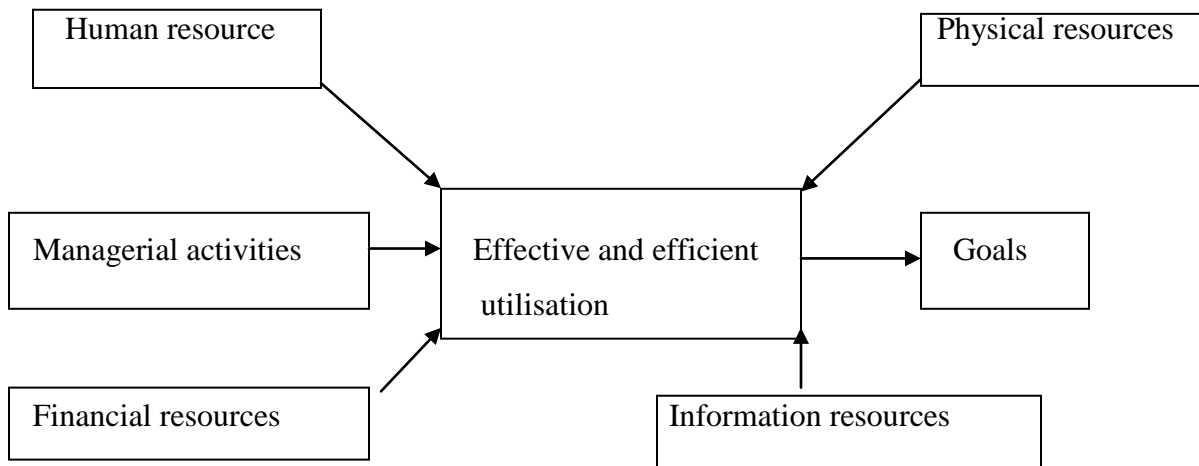 Human resource
Physical resources
Managerial activities
Effective and efficient
utilisation
Goals
Financial resources
Information resources